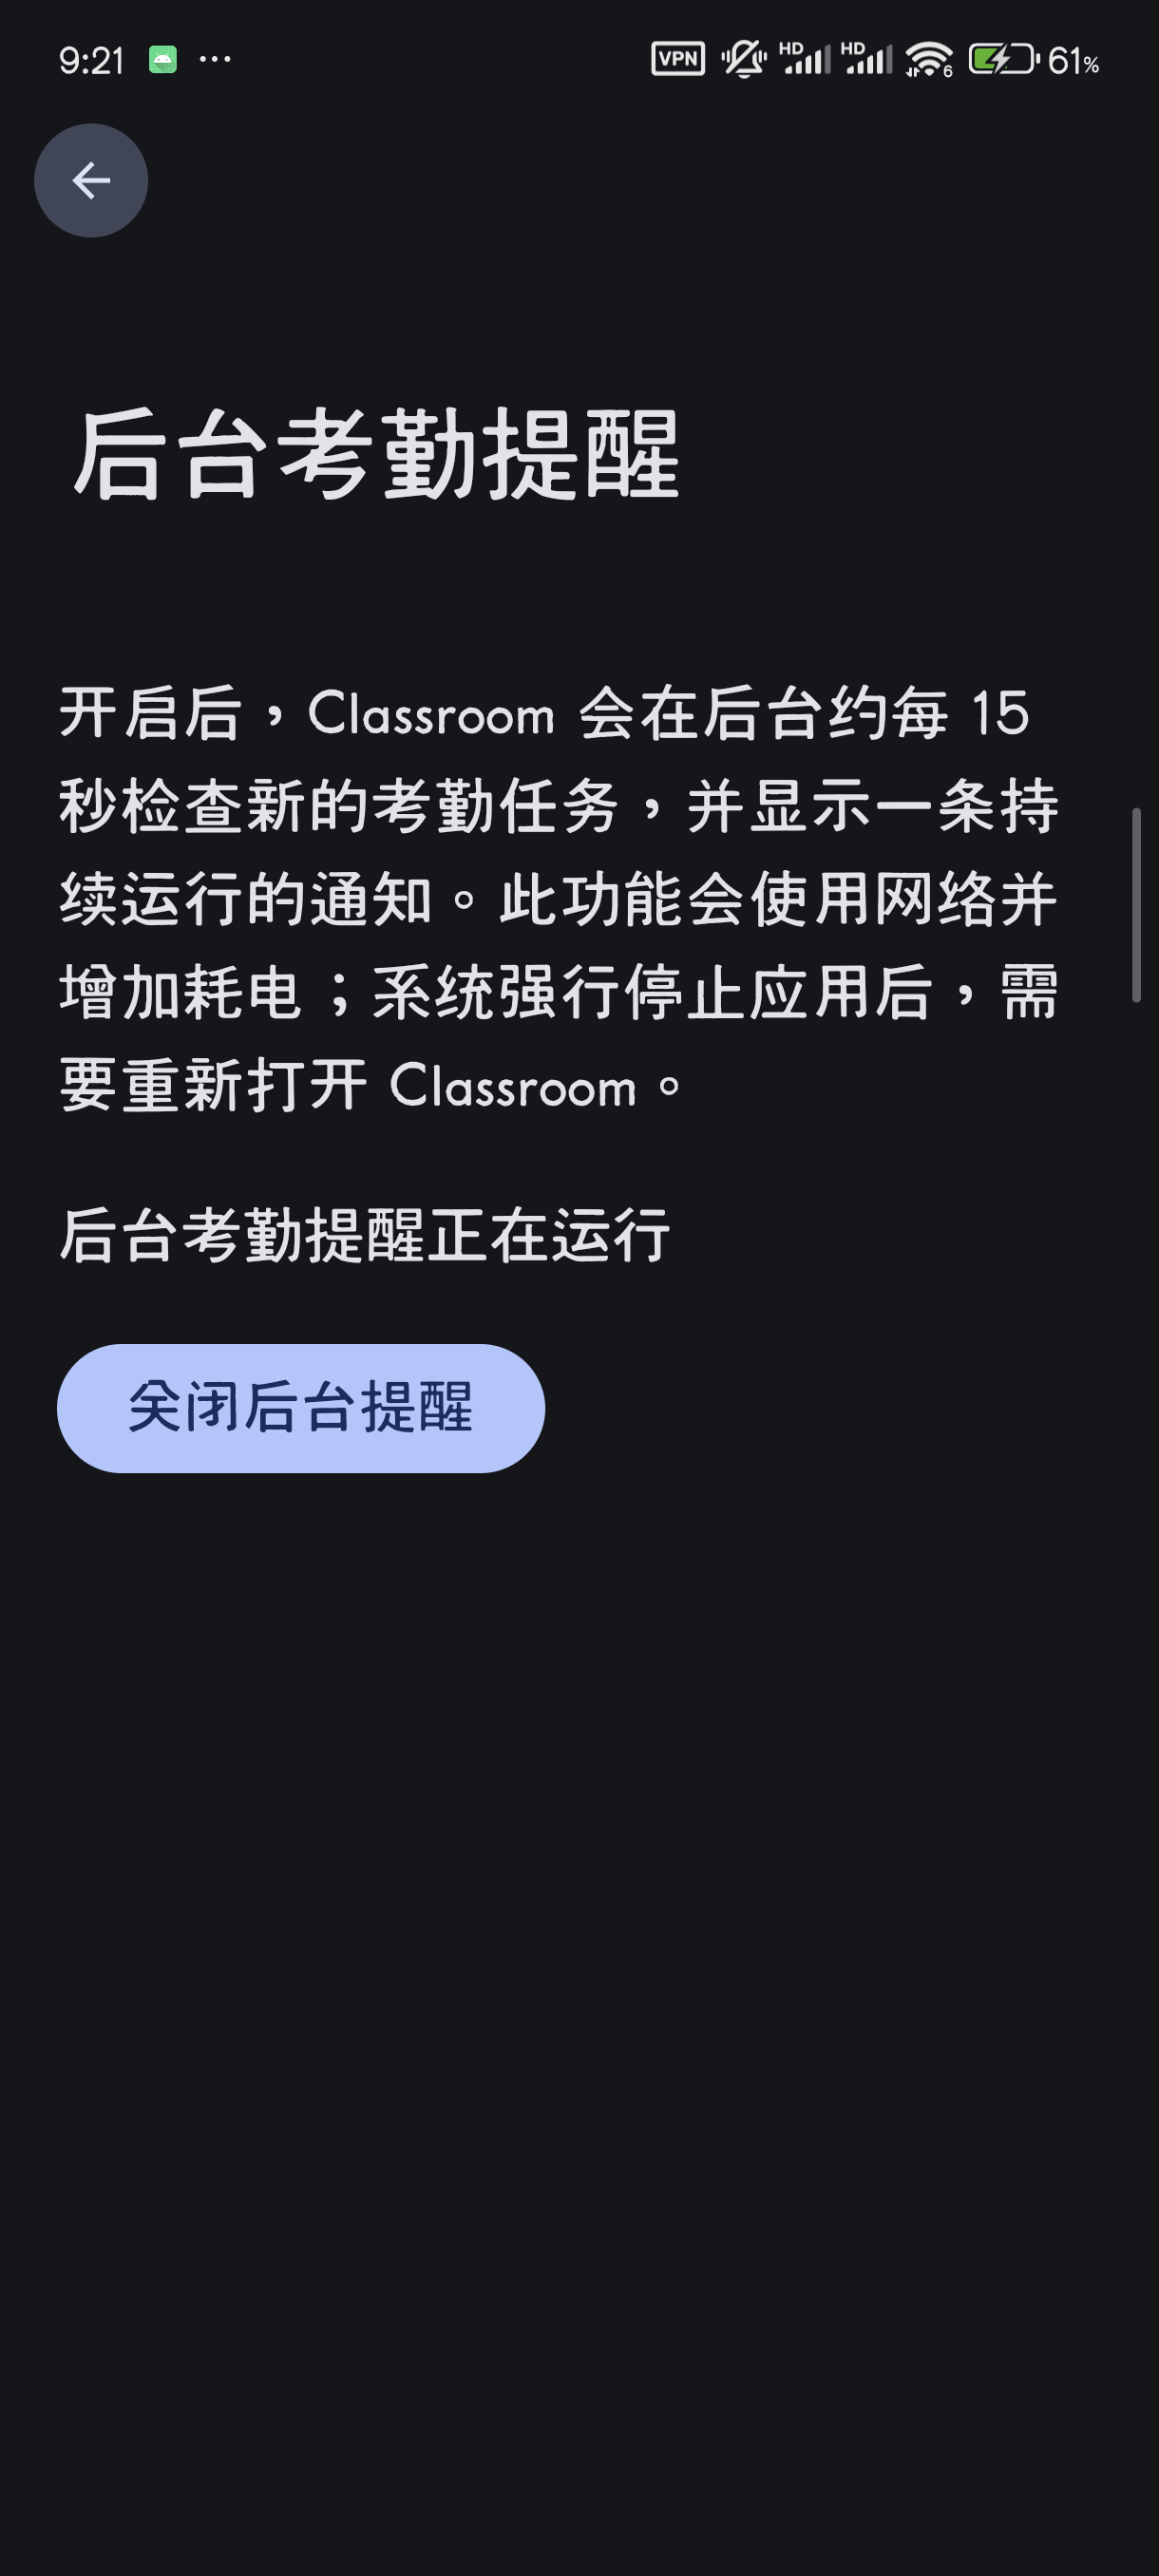 9:21 ... VPN HD HD 6 61%
后台考勤提醒
开启后，Classroom 会在后台约每 15
秒检查新的考勤任务，并显示一条持
续运行的通知。此功能会使用网络并
增加耗电；系统强行停止应用后，需
要重新打开 Classroom。
后台考勤提醒正在运行
关闭后台提醒